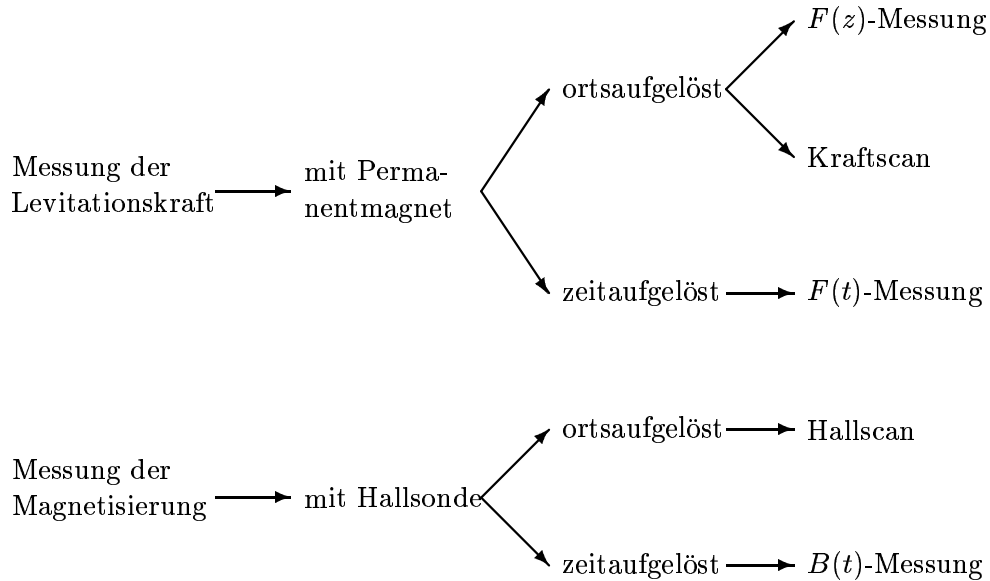 F(z)-Messung
ortsaufgelöst
Kraftscan
Messung der
Levitationskraft
mit Perma-
nentmagnet
zeitaufgelöst
F(t)-Messung
ortsaufgelöst
Hallscan
Messung der
Magnetisierung
mit Hallsonde
zeitaufgelöst
B(t)-Messung